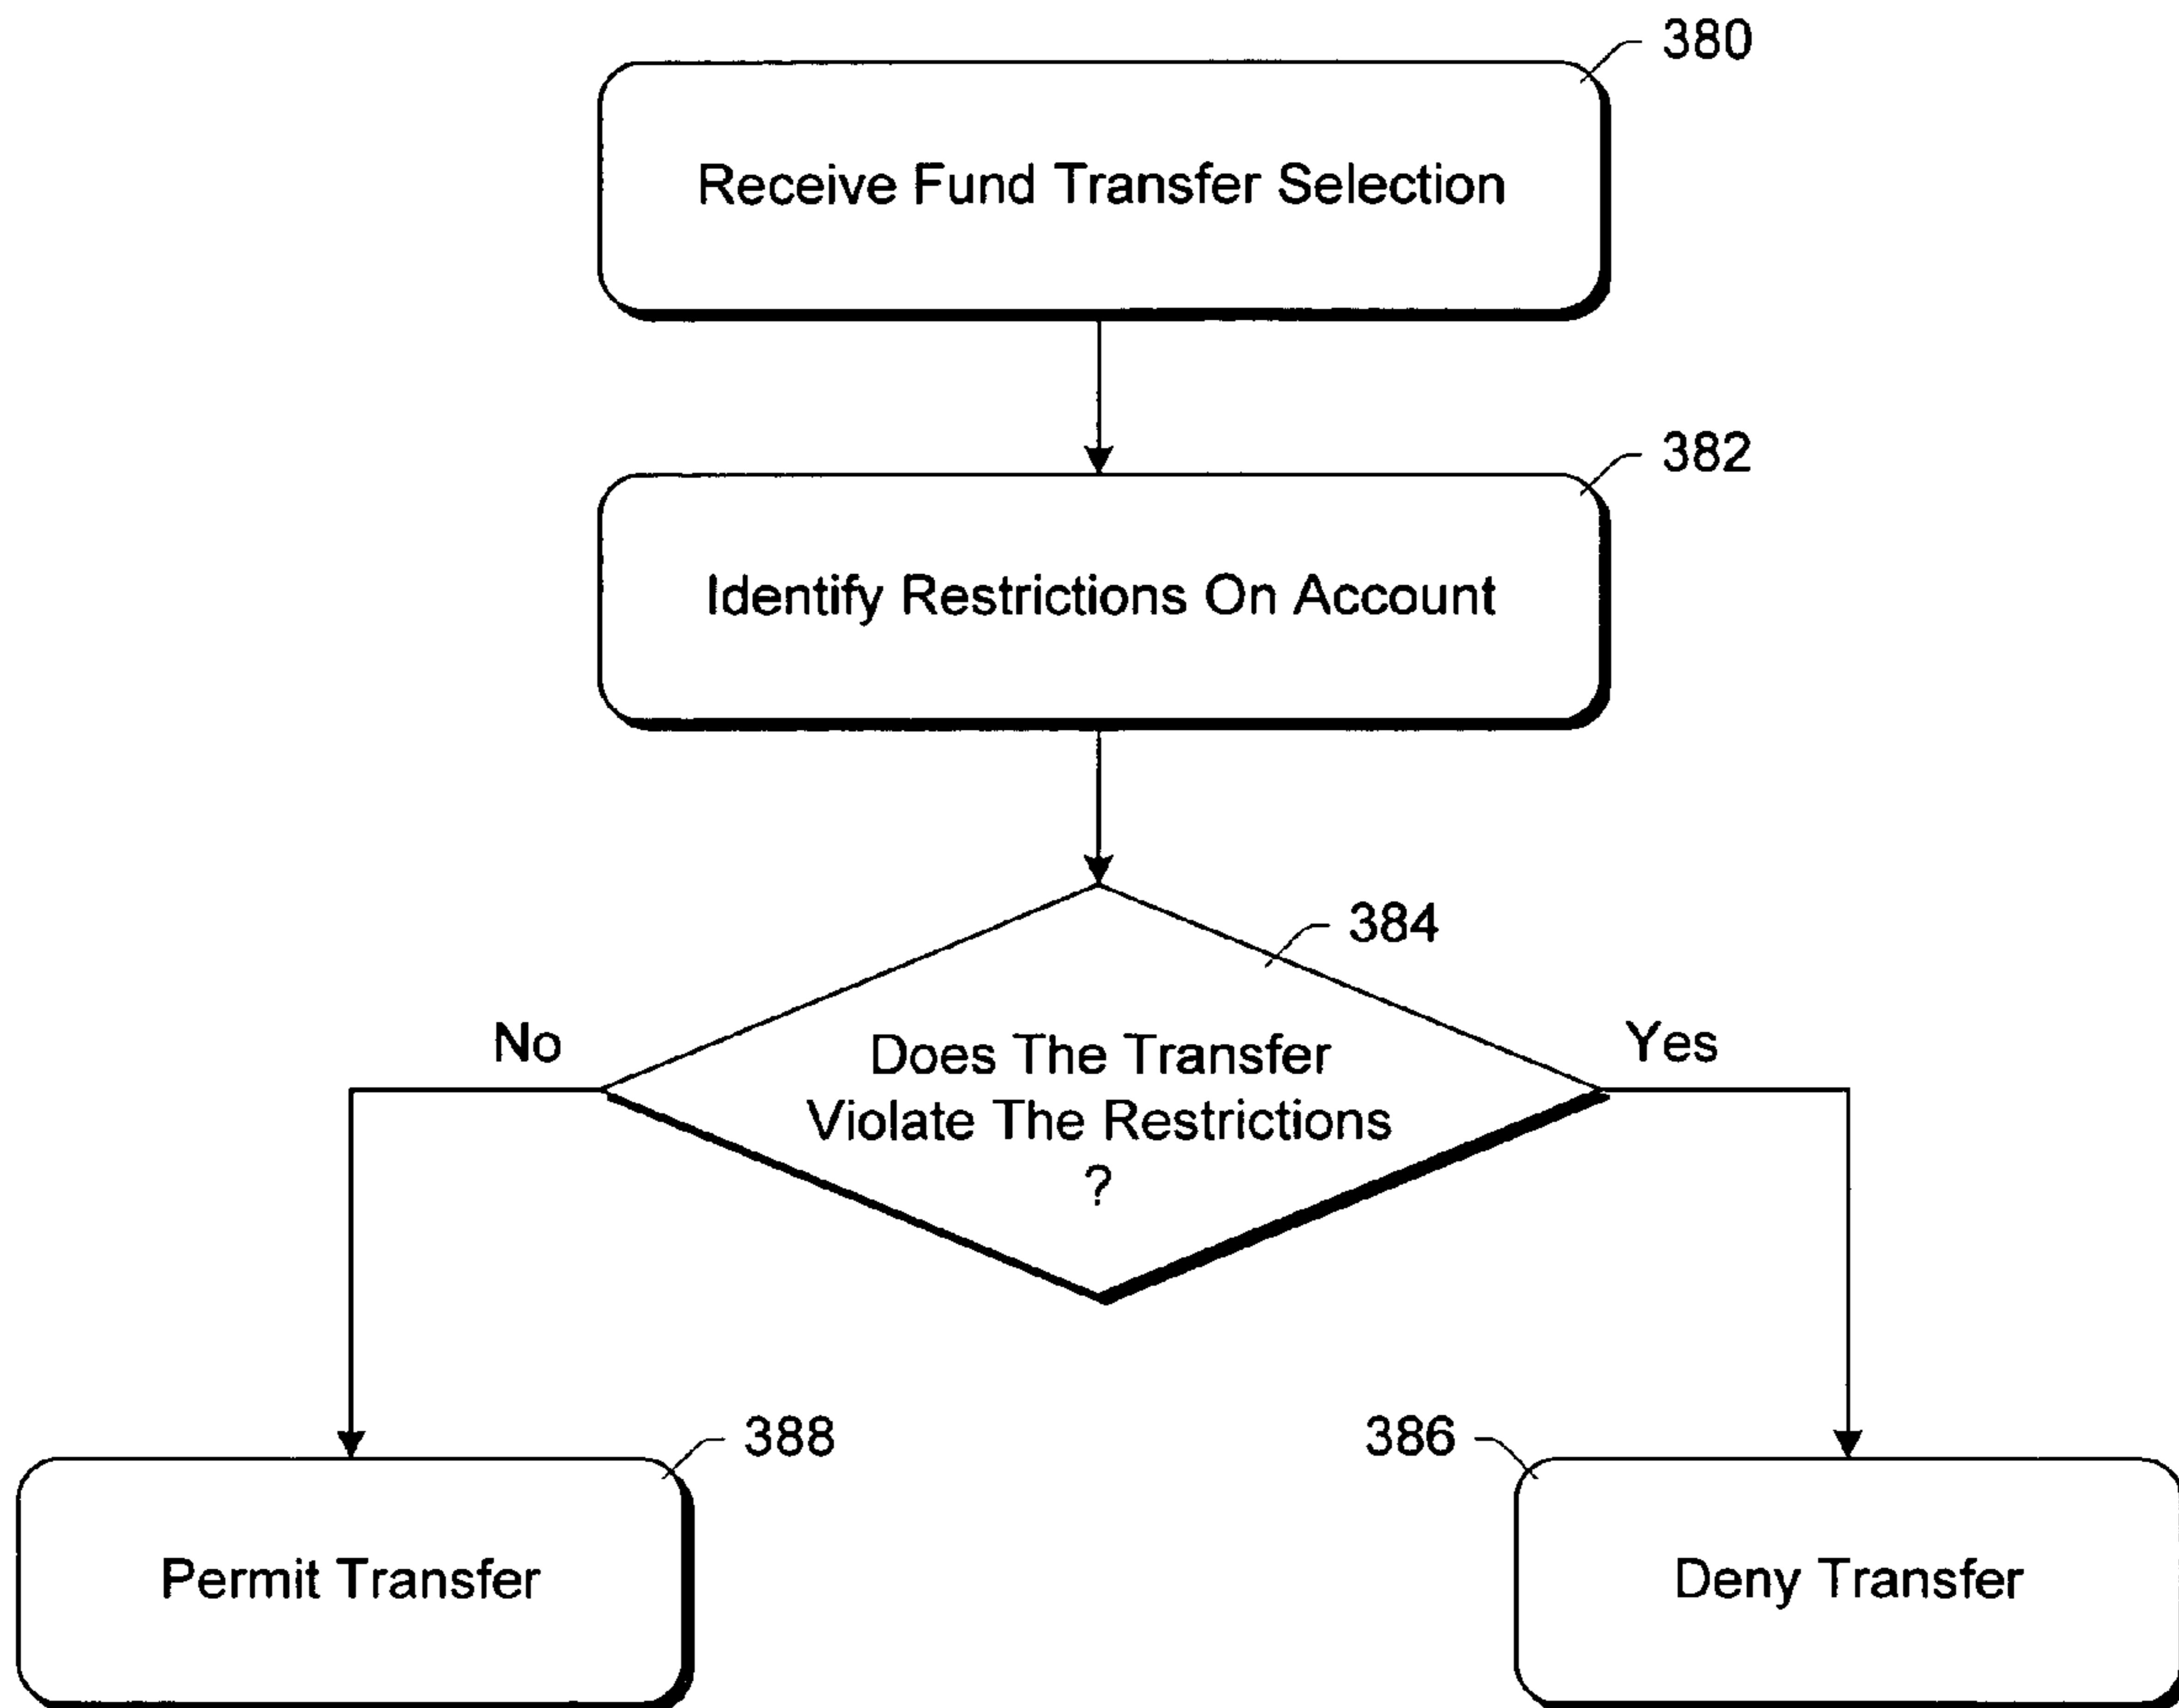 380
Receive Fund Transfer Selection
382
Identify Restrictions On Account
384
Does The Transfer
Violate The Restrictions
?
No
Yes
388
Permit Transfer
386
Deny Transfer